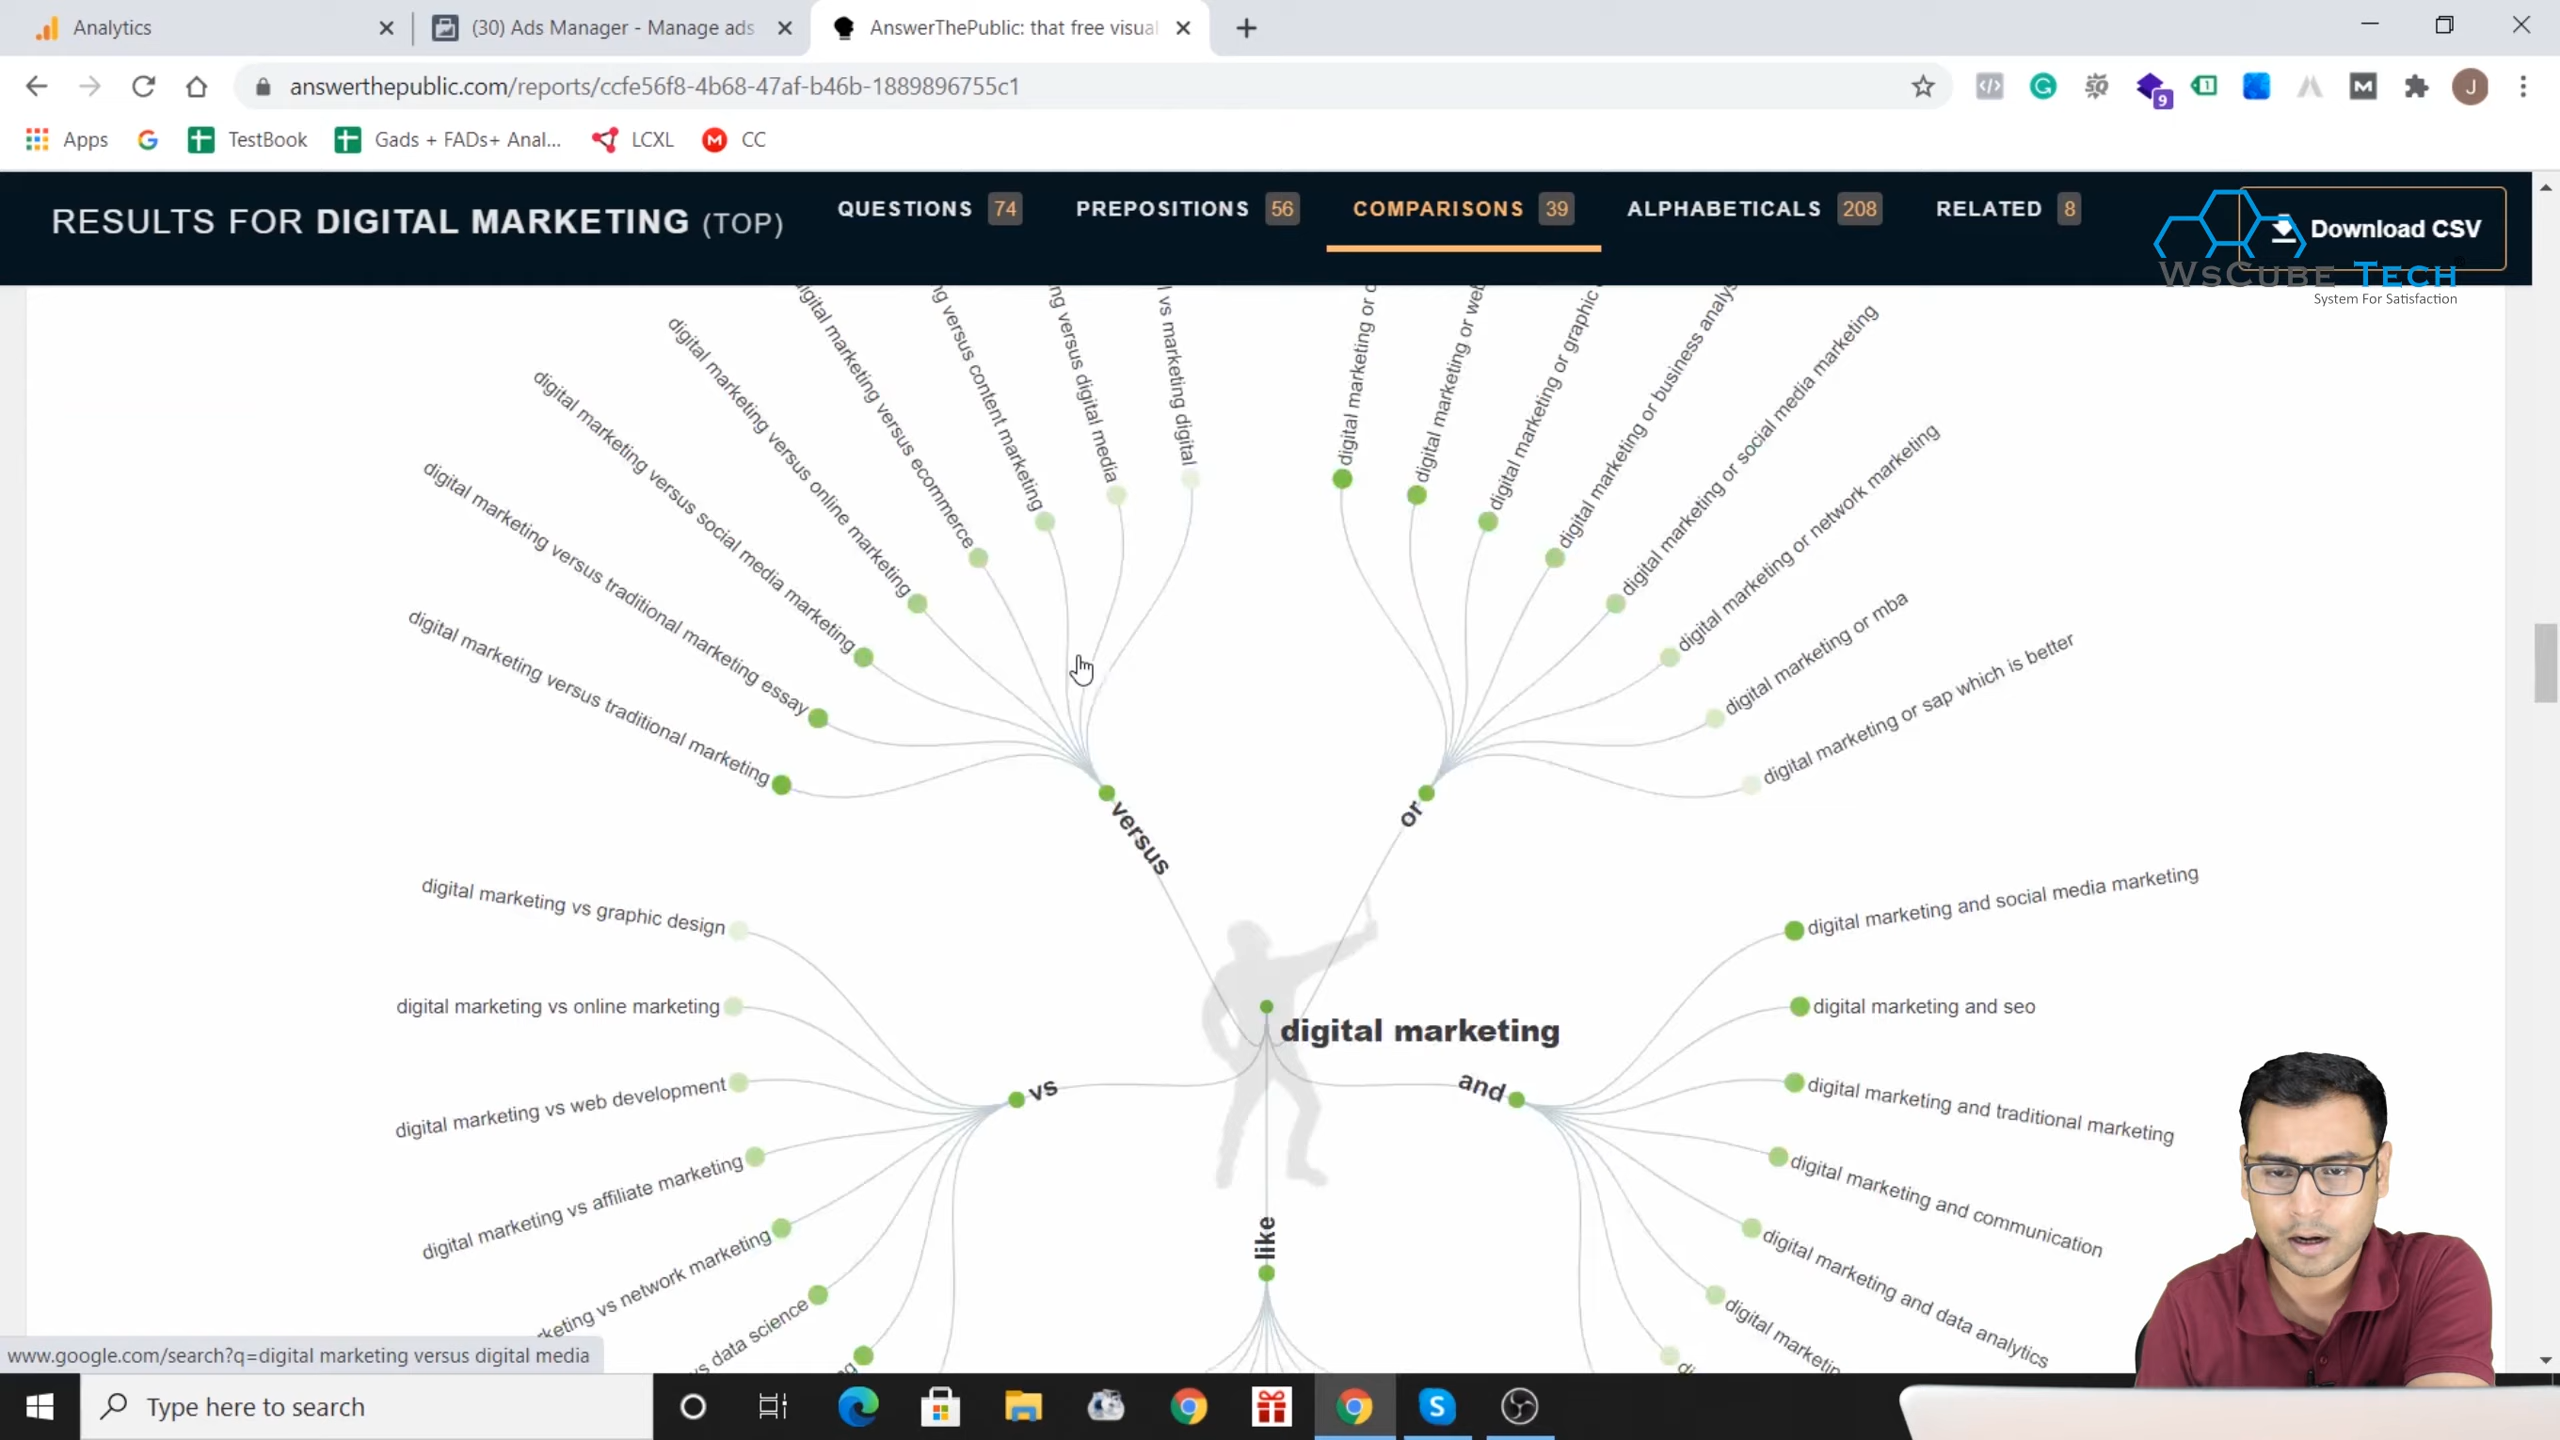 Analytics
(30) Ads Manager - Manage ads
AnswerThePublic: that free visual
answerthepublic.com/reports/ccfe56f8-4b68-47af-b46b-1889896755c1
9
1
J
Apps
TestBook
Gads + FADs+ Anal...
LCXL
CC
RESULTS FOR DIGITAL MARKETING (TOP)
QUESTIONS 74
PREPOSITIONS 56
COMPARISONS 39
ALPHABETICALS 208
RELATED 8
Download CSV
WsCube Tech
System For Satisfaction
digital marketing versus traditional marketing
digital marketing versus traditional marketing essay
digital marketing versus social media marketing
digital marketing versus online marketing
digital marketing versus ecommerce
versus content marketing
versus digital media
vs marketing digital
versus
digital marketing or
digital marketing or web
digital marketing or graphic
digital marketing or business
digital marketing or social media marketing
digital marketing or network marketing
digital marketing or mba
digital marketing or sap which is better
or
digital marketing vs graphic design
digital marketing vs online marketing
digital marketing vs web development
digital marketing vs affiliate marketing
vs network marketing
vs data science
vs
digital marketing
like
and
digital marketing and social media marketing
digital marketing and seo
digital marketing and traditional marketing
digital marketing and communication
digital marketing and data analytics
digital
www.google.com/search?q=digital marketing versus digital media
Type here to search